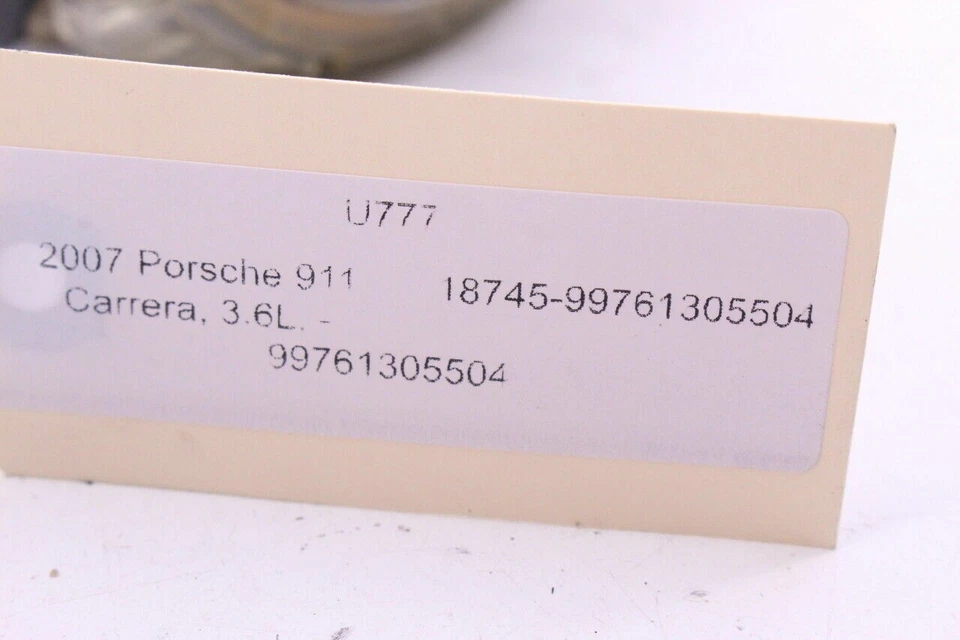 U777
2007 Porsche 911
Carrera, 3.6L. -
18745-99761305504
99761305504